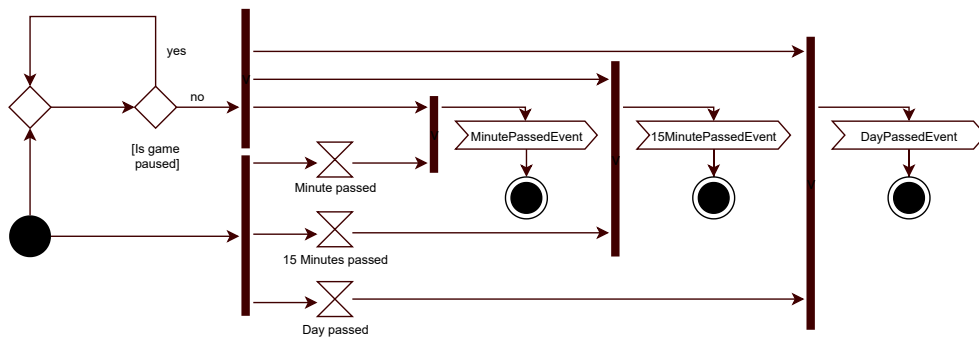 yes
no
[Is game
paused]
MinutePassedEvent
15MinutePassedEvent
DayPassedEvent
Minute passed
15 Minutes passed
Day passed